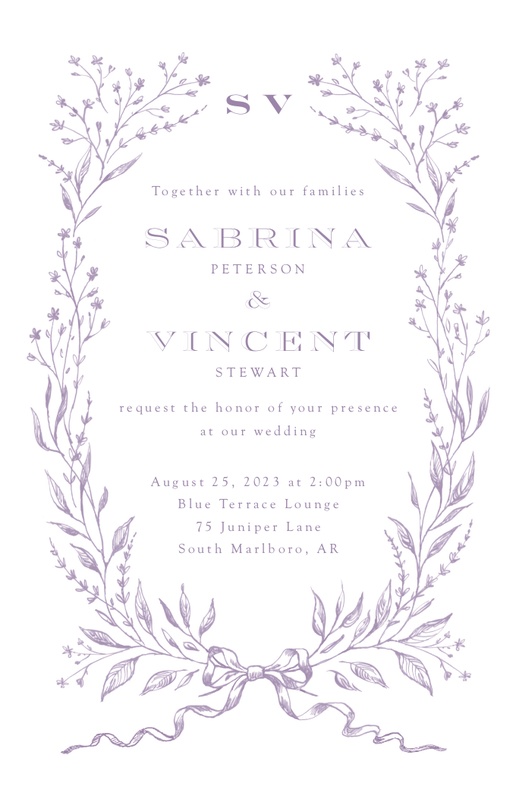 S V
Together with our families
SABRINA
PETERSON
&
VINCENT
STEWART
request the honor of your presence
at our wedding
August 25, 2023 at 2:00pm
Blue Terrace Lounge
75 Juniper Lane
South Marlboro, AR